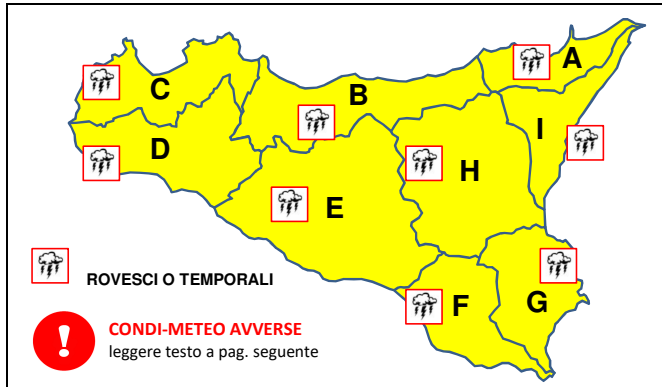 A
C
B
I
D
H
E
ROVESCI O TEMPORALI
F
G
!
CONDI-METEO AVVERSE
leggere testo a pag. seguente